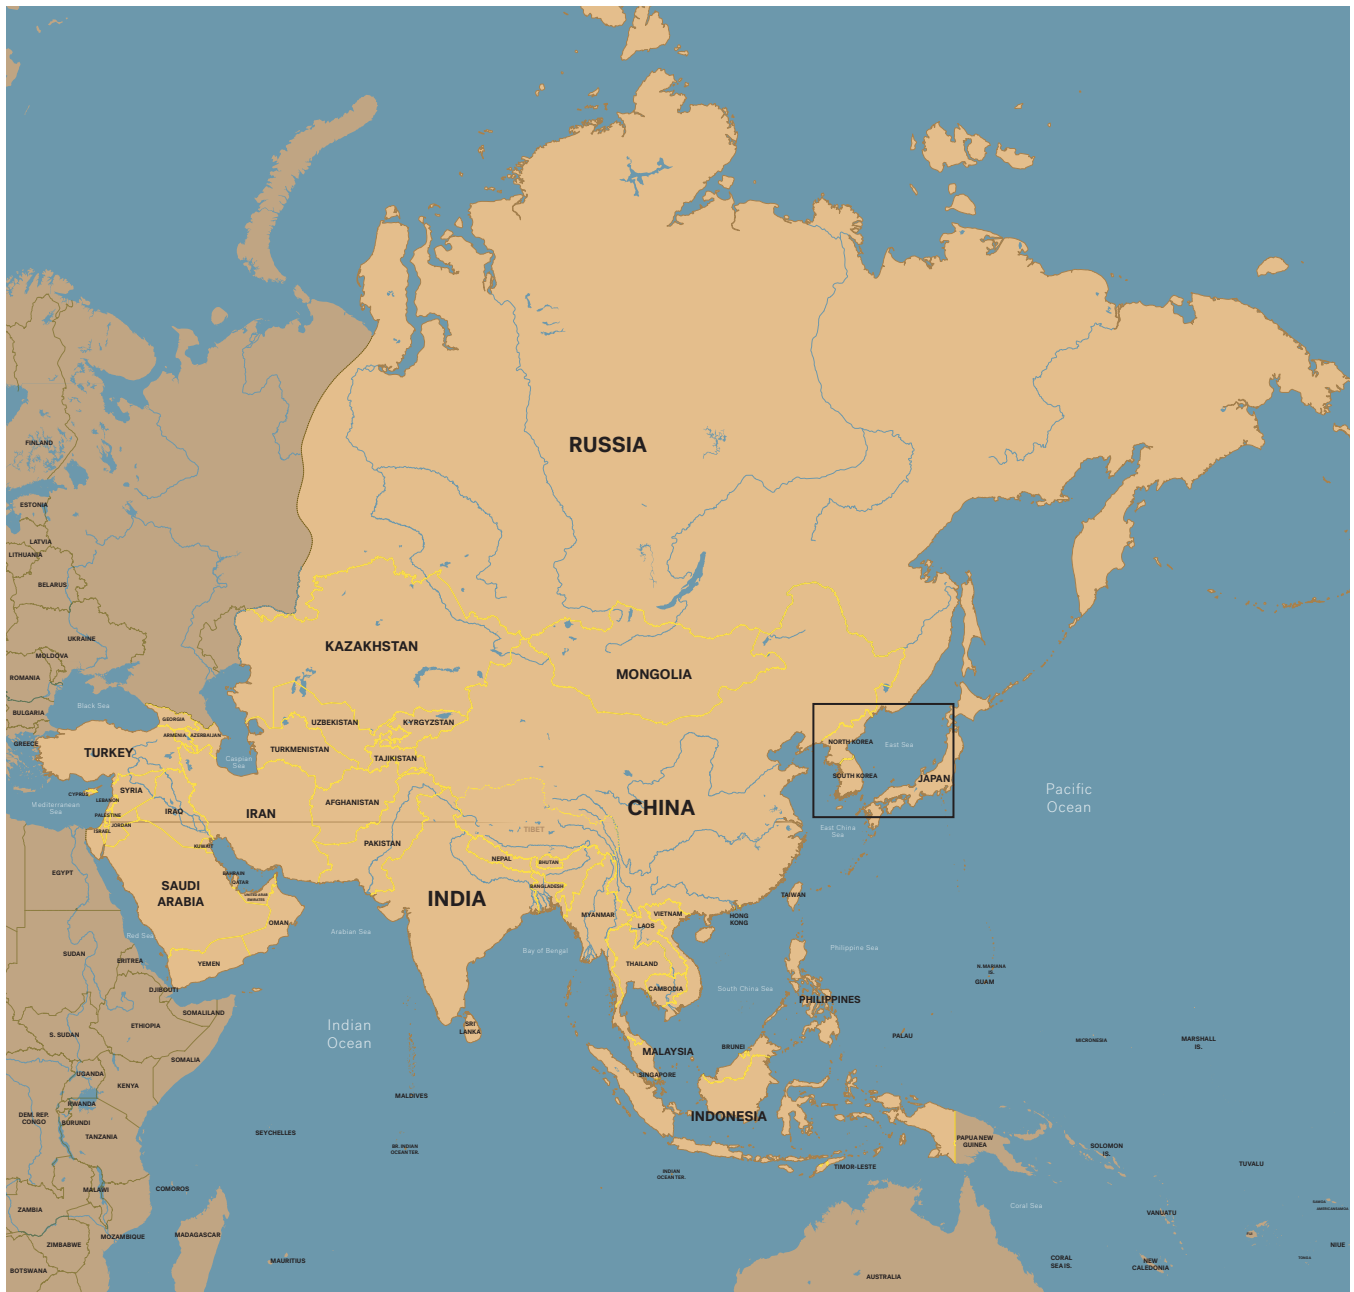 FINLAND
RUSSIA
ESTONIA
LATVIA
LITHUANIA
BELARUS
UKRAINE
MOLDOVA
ROMANIA
KAZAKHSTAN
MONGOLIA
Black Sea
BULGARIA
GEORGIA
ARMENIA
AZERBAIJAN
UZBEKISTAN
KYRGYZSTAN
GREECE
TURKEY
TURKMENISTAN
TAJIKISTAN
Caspian
Sea
NORTH KOREA
East Sea
SOUTH KOREA
JAPAN
CYPRUS
SYRIA
LEBANON
Mediterranean
Sea
PALESTINE
IRAQ
JORDAN
ISRAEL
IRAN
AFGHANISTAN
CHINA
Pacific
Ocean
TIBET
East China
Sea
KUWAIT
PAKISTAN
NEPAL
BHUTAN
EGYPT
BAHRAIN
QATAR
SAUDI
ARABIA
UNITED ARAB
EMIRATES
INDIA
BANGLADESH
TAIWAN
MYANMAR
VIETNAM
LAOS
HONG
KONG
OMAN
Red Sea
Arabian Sea
Bay of Bengal
Philippine Sea
SUDAN
ERITREA
YEMEN
THAILAND
N. MARIANA
IS.
GUAM
DJIBOUTI
CAMBODIA
South China Sea
PHILIPPINES
SOMALILAND
ETHIOPIA
S. SUDAN
Indian
Ocean
SRI
LANKA
PALAU
MICRONESIA
MARSHALL
IS.
SOMALIA
MALAYSIA
BRUNEI
UGANDA
SINGAPORE
KENYA
RWANDA
MALDIVES
DEM. REP.
CONGO
BURUNDI
INDONESIA
TANZANIA
SEYCHELLES
PAPUA NEW
GUINEA
BR. INDIAN
OCEAN TER.
SOLOMON
IS.
TIMOR-LESTE
TUVALU
INDIAN
OCEAN TER.
MALAWI
COMOROS
ZAMBIA
SAMOA
AMERICAN SAMOA
Coral Sea
VANUATU
MOZAMBIQUE
MADAGASCAR
FIJI
ZIMBABWE
NIUE
MAURITIUS
CORAL
SEA IS.
NEW
CALEDONIA
TONGA
BOTSWANA
AUSTRALIA